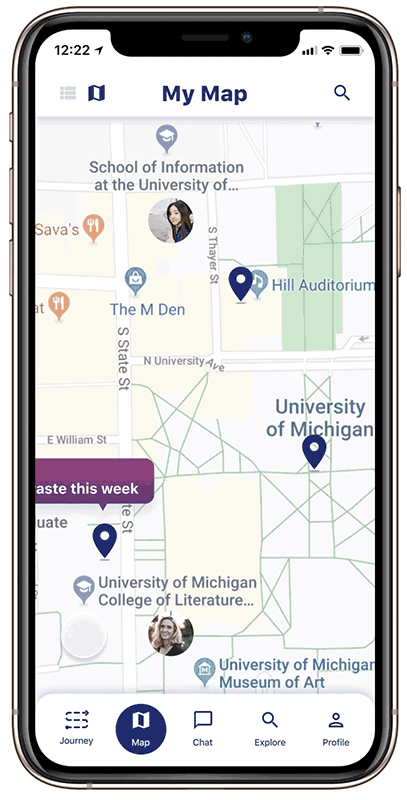 12:22
My Map
School of Information
at the University of...
Sava's
S Thayer St
Hill Auditorium
The M Den
at
S State St
N University Ave
University
of Michigan
E William St
aste this week
te St
uate
University of Michigan
College of Literature...
University of Michigan
Museum of Art
Journey
Map
Chat
Explore
Profile